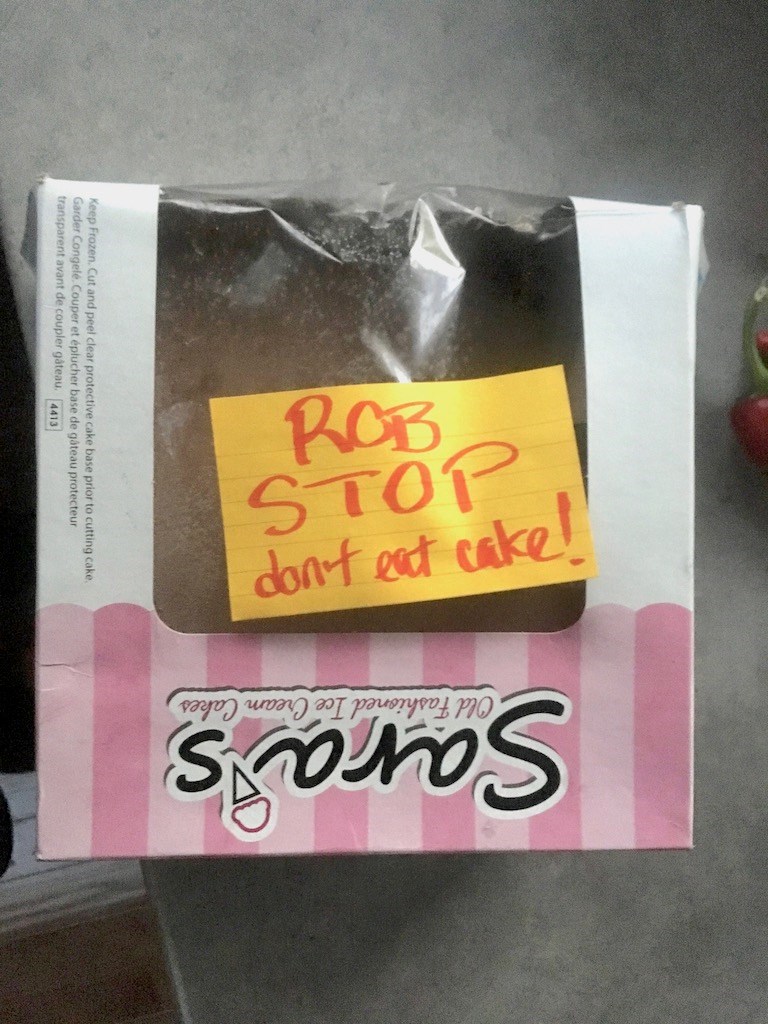 Keep Frozen. Cut and peel clear protective cake base prior to cutting cake.
Garder Congelé. Couper et éplucher base de gâteau protecteur
transparent avant de coupler gâteau. 4413
ROB
STOP
don't eat cake!
Sara's
Old Fashioned Ice Cream Cakes